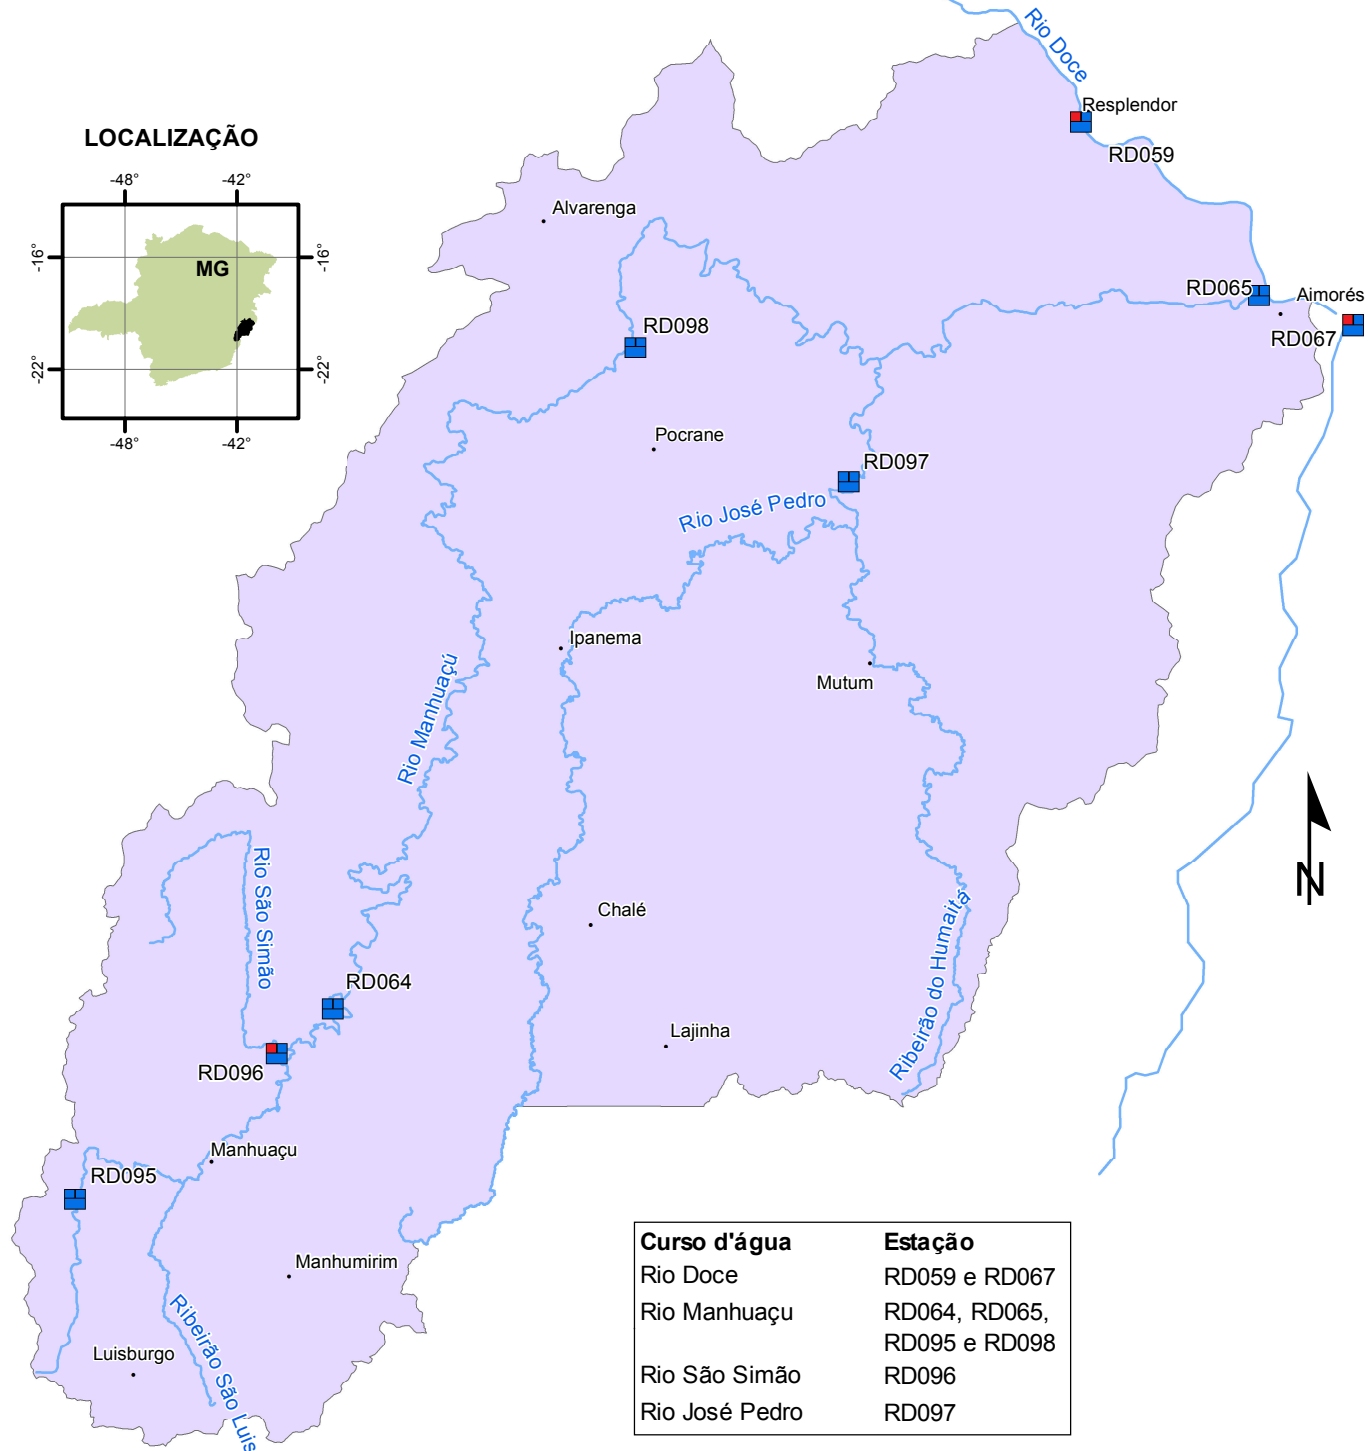 Rio Doce
Resplendor
RD059
LOCALIZAÇÃO
-48°
-42°
-16°
-16°
MG
-22°
-22°
-48°
-42°
Alvarenga
RD065
Aimorés
RD098
RD067
Pocrane
RD097
Rio José Pedro
Ipanema
Mutum
Rio Manhuaçú
Rio São Simão
Chalé
Ribeirão do Humaitá
N
RD064
Lajinha
RD096
Manhuaçu
RD095
Manhumirim
Ribeirão São Luis
Luisburgo
Curso d'água Estação
Rio Doce RD059 e RD067
Rio Manhuaçu RD064, RD065,
RD095 e RD098
Rio São Simão RD096
Rio José Pedro RD097